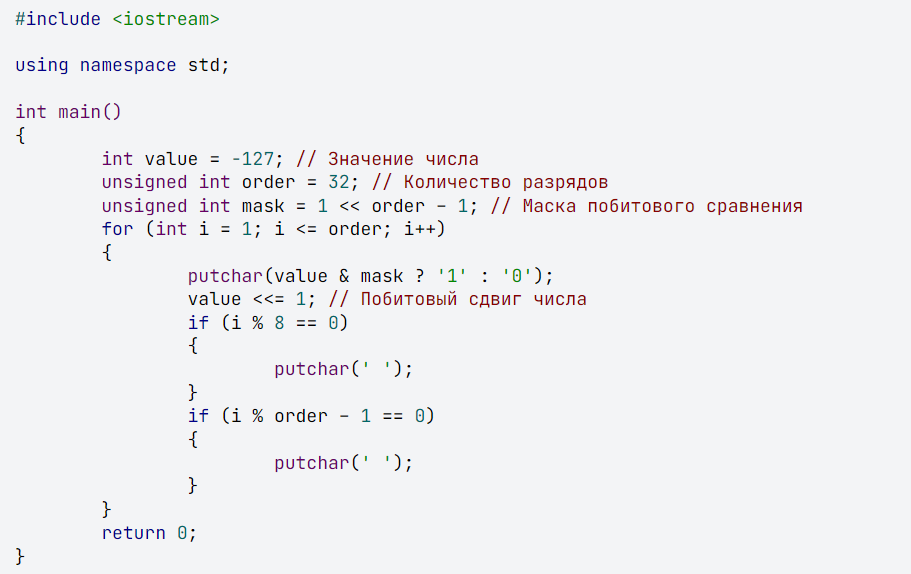 #include <iostream>

using namespace std;

int main()
{
        int value = -127; // Значение числа
        unsigned int order = 32; // Количество разрядов
        unsigned int mask = 1 << order - 1; // Маска побитового сравнения
        for (int i = 1; i <= order; i++)
        {
                putchar(value & mask ? '1' : '0');
                value <<= 1; // Побитовый сдвиг числа
                if (i % 8 == 0)
                {
                        putchar(' ');
                }
                if (i % order - 1 == 0)
                {
                        putchar(' ');
                }
        }
        return 0;
}